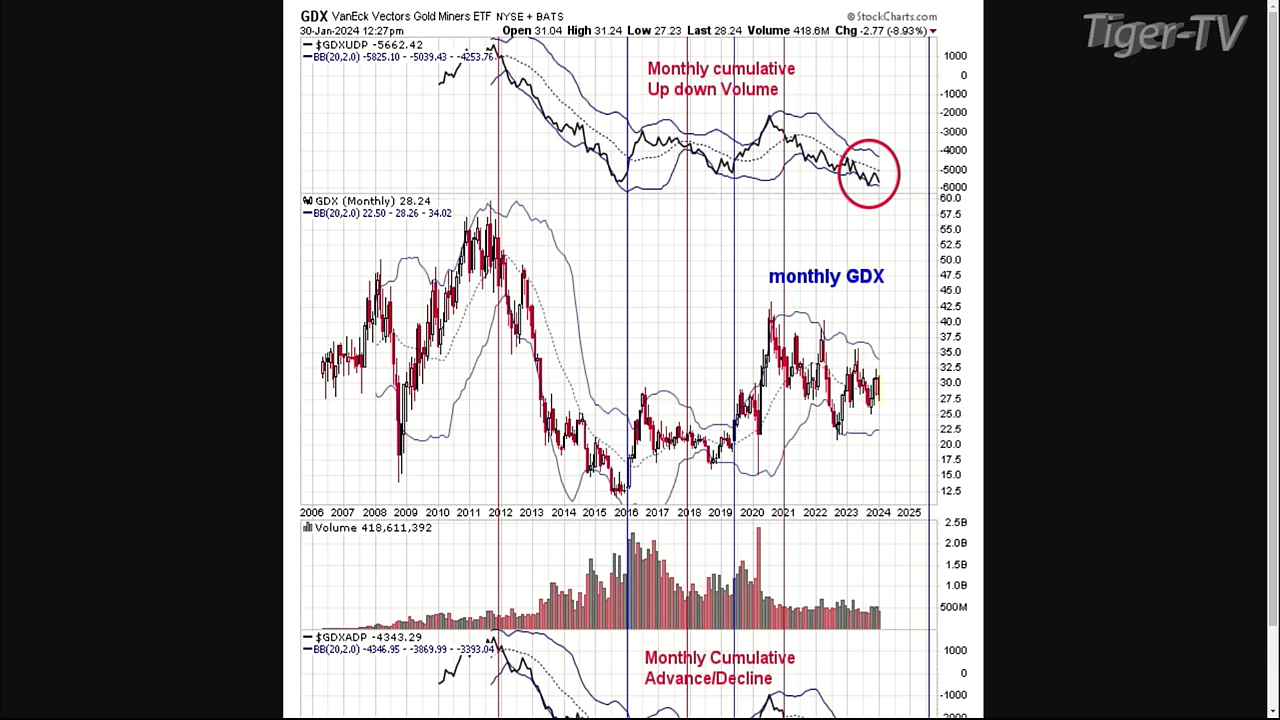 Tiger-TV
GDX VanEck Vectors Gold Miners ETF NYSE + BATS
© StockCharts.com
30-Jan-2024 12:27pm
Open 31.04 High 31.24 Low 27.23 Last 28.24 Volume 418.6M Chg -2.77 (-8.93%)
$GDXUDP -5662.42
BB(20,2.0) -5825.10 - -5039.43 - -4253.76
Monthly cumulative
Up down Volume
1000
0
-1000
-2000
-3000
-4000
-5000
-6000
GDX (Monthly) 28.24
BB(20,2.0) 22.50 - 28.26 - 34.02
monthly GDX
60.0
57.5
55.0
52.5
50.0
47.5
45.0
42.5
40.0
37.5
35.0
32.5
30.0
27.5
25.0
22.5
20.0
17.5
15.0
12.5
2006 2007 2008 2009 2010 2011 2012 2013 2014 2015 2016 2017 2018 2019 2020 2021 2022 2023 2024 2025
Volume 418,611,392
2.5B
2.0B
1.5B
1.0B
500M
$GDXADP -4343.29
BB(20,2.0) -4346.95 - -3869.99 - -3393.04
Monthly Cumulative
Advance/Decline
1000
0
-1000